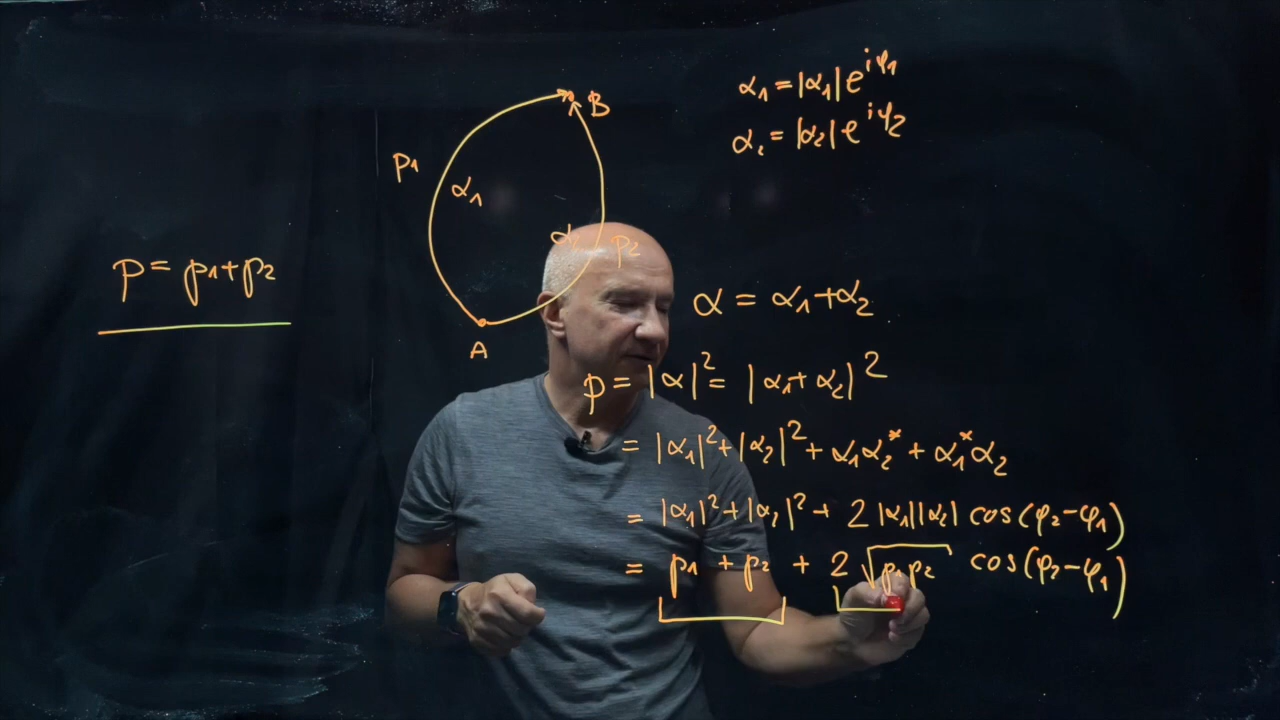 α₁ = |α₁| e^{iφ₁}
α₂ = |α₂| e^{iφ₂}
B
p₁
α₁
α
p₂
p = p₁ + p₂
A
α = α₁ + α₂
p = |α|² = |α₁ + α₂|²
= |α₁|² + |α₂|² + α₁α₂* + α₁*α₂
= |α₁|² + |α₂|² + 2 |α₁||α₂| cos(φ₂ − φ₁)
= p₁ + p₂ + 2 √p₁p₂ cos(φ₂ − φ₁)